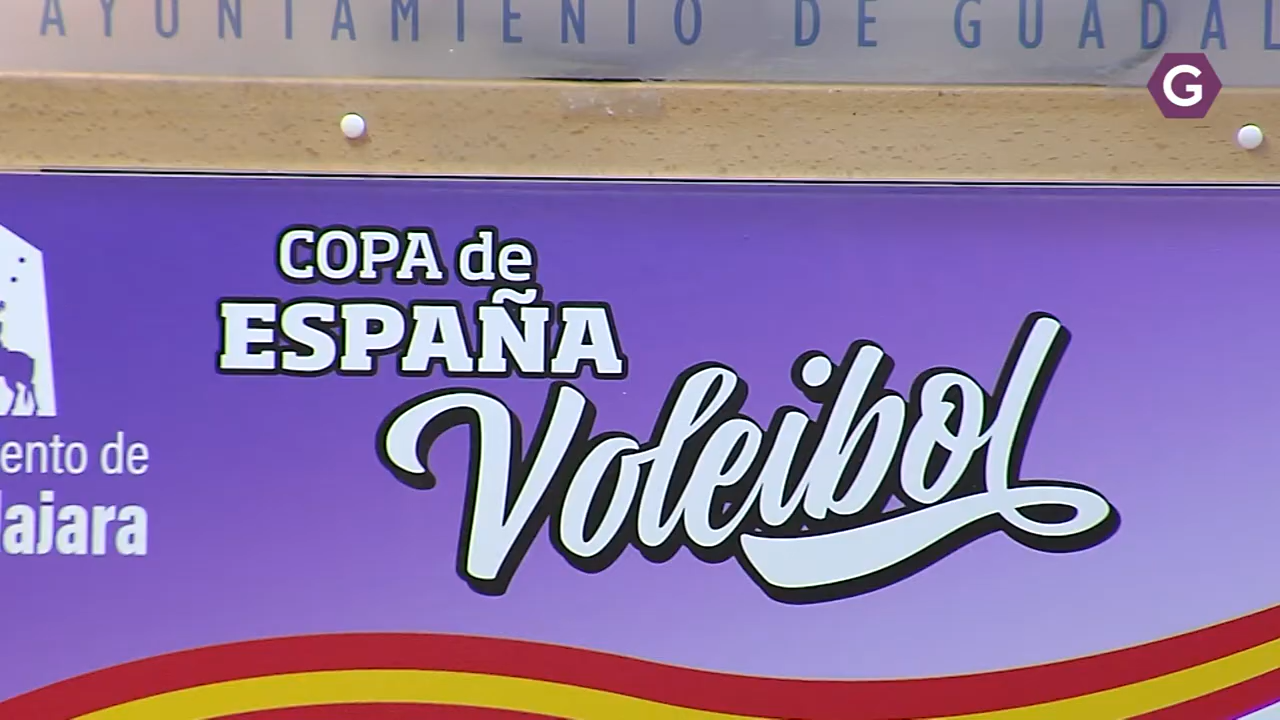 AYUNTAMIENTO DE GUADAL
G
COPA de
ESPAÑA
Voleibol
ento de
lajara